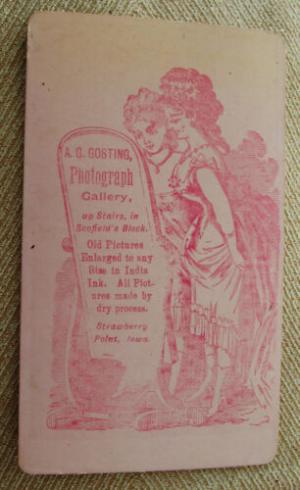 A. G. GOSTING,
Photograph
Gallery,
up Stairs, in
Scofield's Block.
Old Pictures
Enlarged to any
Size in India
Ink. All Pict-
ures made by
dry process.
Strawberry
Point, Iowa.